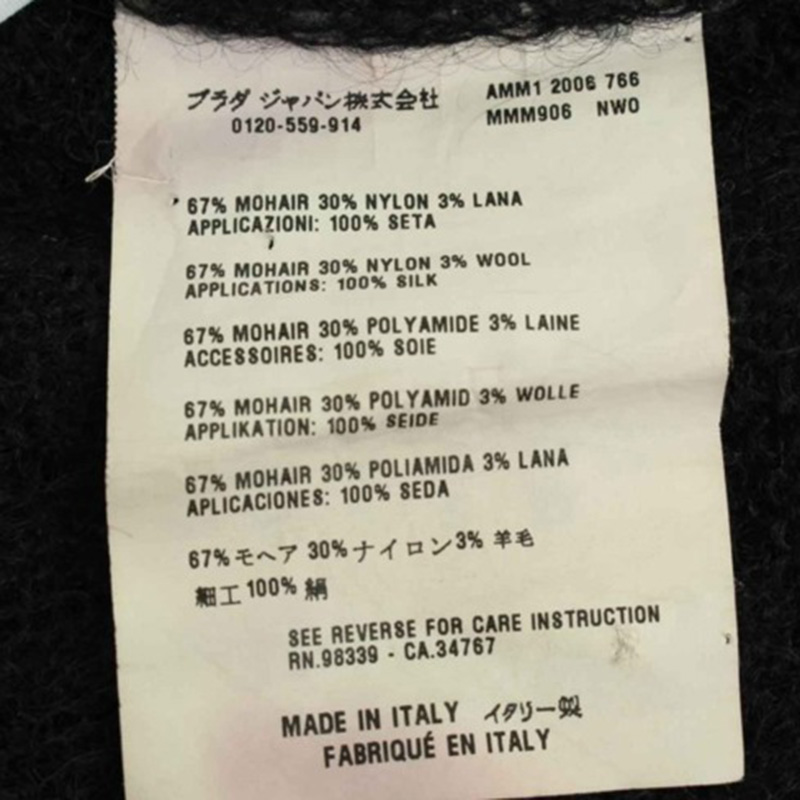 プラダ ジャパン株式会社
0120-559-914
AMM1 2006 766
MMM906 NWO
67% MOHAIR 30% NYLON 3% LANA
APPLICAZIONI: 100% SETA
67% MOHAIR 30% NYLON 3% WOOL
APPLICATIONS: 100% SILK
67% MOHAIR 30% POLYAMIDE 3% LAINE
ACCESSOIRES: 100% SOIE
67% MOHAIR 30% POLYAMID 3% WOLLE
APPLIKATION: 100% SEIDE
67% MOHAIR 30% POLIAMIDA 3% LANA
APLICACIONES: 100% SEDA
67% モヘア 30% ナイロン 3% 羊毛
細工 100% 絹
SEE REVERSE FOR CARE INSTRUCTION
RN.98339 - CA.34767
MADE IN ITALY イタリー製
FABRIQUÉ EN ITALY